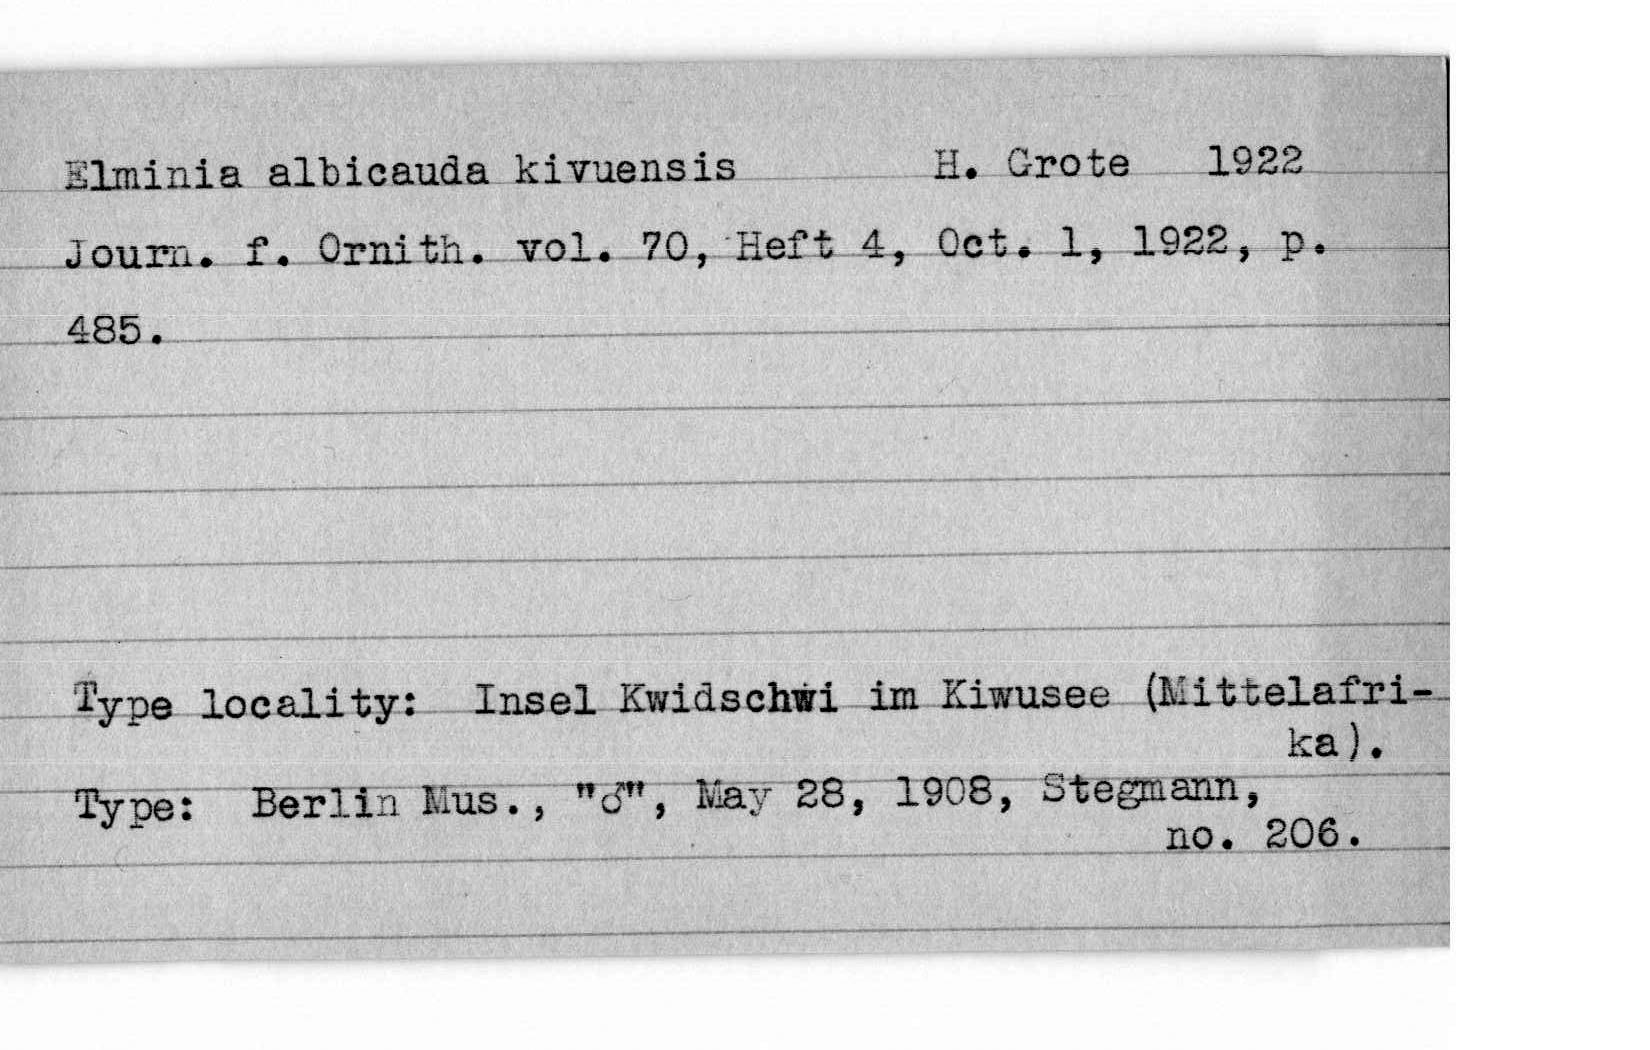 Elminia albicauda kivuensis H. Grote 1922
Journ. f. Ornith. vol. 70, Heft 4, Oct. 1, 1922, p.
485.
Type locality: Insel Kwidschwi im Kiwusee (Mittelafri-
ka).
Type: Berlin Mus., "♂", May 28, 1908, Stegmann,
no. 206.